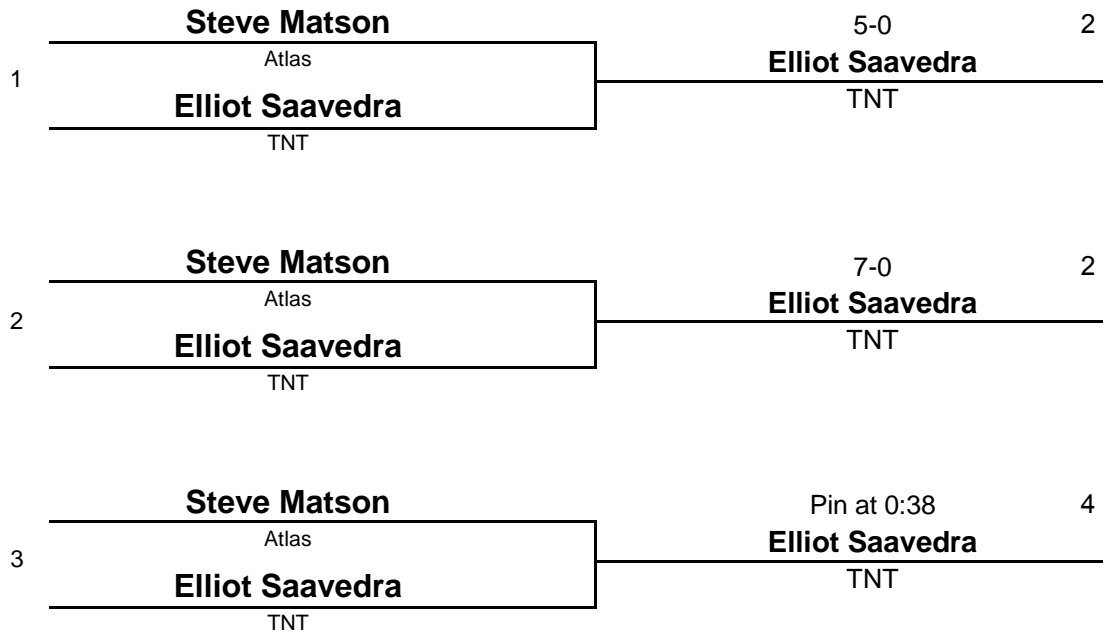 Steve Matson 5-0 2
Atlas Elliot Saavedra
1
Elliot Saavedra TNT
TNT
Steve Matson 7-0 2
Atlas Elliot Saavedra
2
Elliot Saavedra TNT
TNT
Steve Matson Pin at 0:38 4
Atlas Elliot Saavedra
3
Elliot Saavedra TNT
TNT